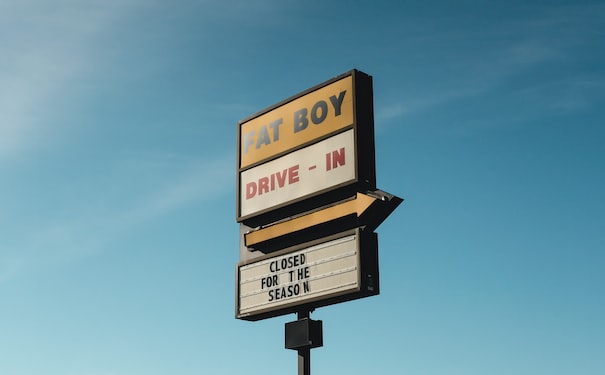 FAT BOY
DRIVE - IN
CLOSED
FOR THE
SEASON